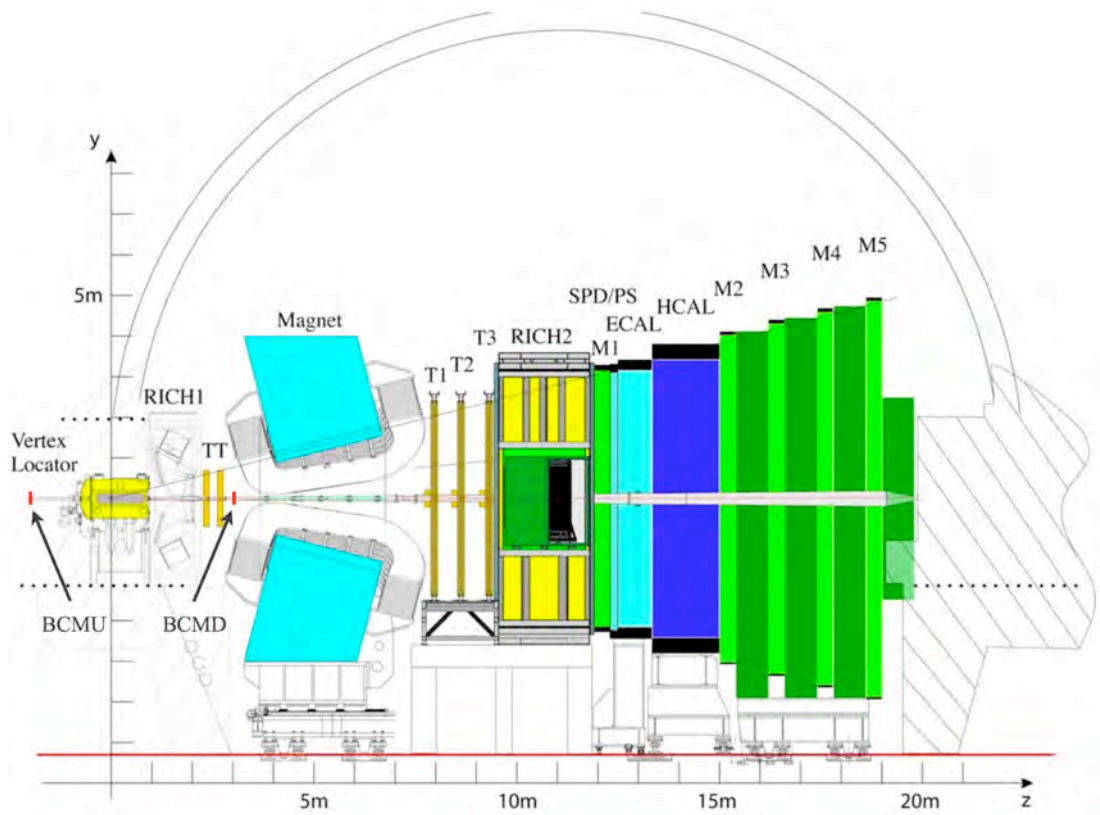 y
5m
M5
M4
M3
M2
SPD/PS
HCAL
ECAL
Magnet
T3
RICH2
M1
T2
T1
RICH1
TT
Vertex
Locator
BCMU
BCMD
5m
10m
15m
20m
z